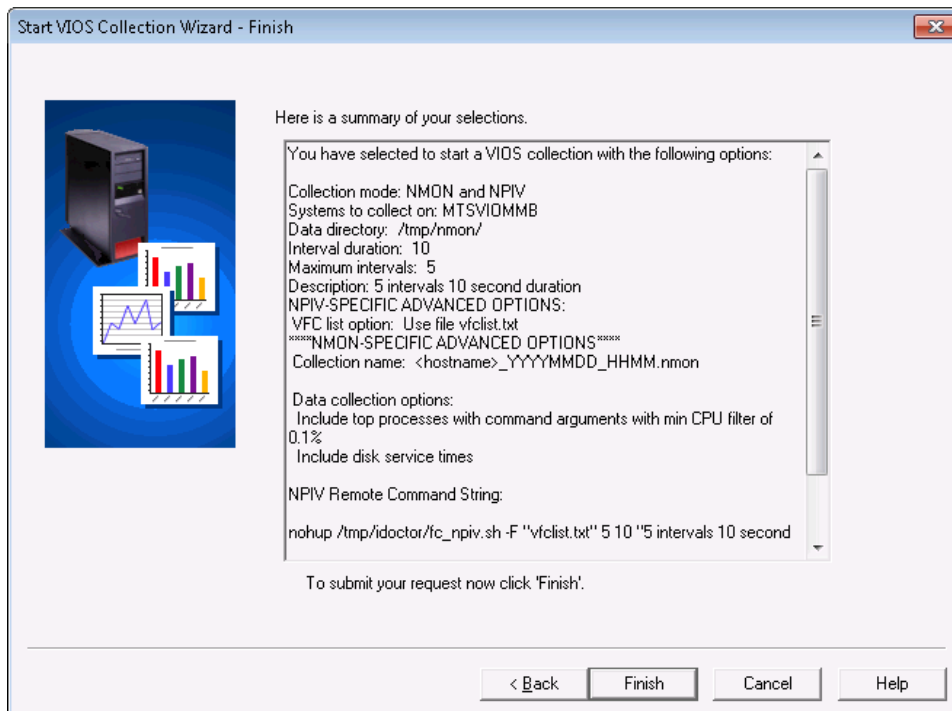 Start VIOS Collection Wizard - Finish
Here is a summary of your selections.
You have selected to start a VIOS collection with the following options:
Collection mode: NMON and NPIV
Systems to collect on: MTSVIOMMB
Data directory: /tmp/nmon/
Interval duration: 10
Maximum intervals: 5
Description: 5 intervals 10 second duration
NPIV-SPECIFIC ADVANCED OPTIONS:
VFC list option: Use file vfclist.txt
****NMON-SPECIFIC ADVANCED OPTIONS****
Collection name: <hostname>_YYYYMMDD_HHMM.nmon
Data collection options:
Include top processes with command arguments with min CPU filter of
0.1%
Include disk service times
NPIV Remote Command String:
nohup /tmp/idoctor/fc_npiv.sh -F "vfclist.txt" 5 10 "5 intervals 10 second
To submit your request now click 'Finish'.
< Back Finish Cancel Help